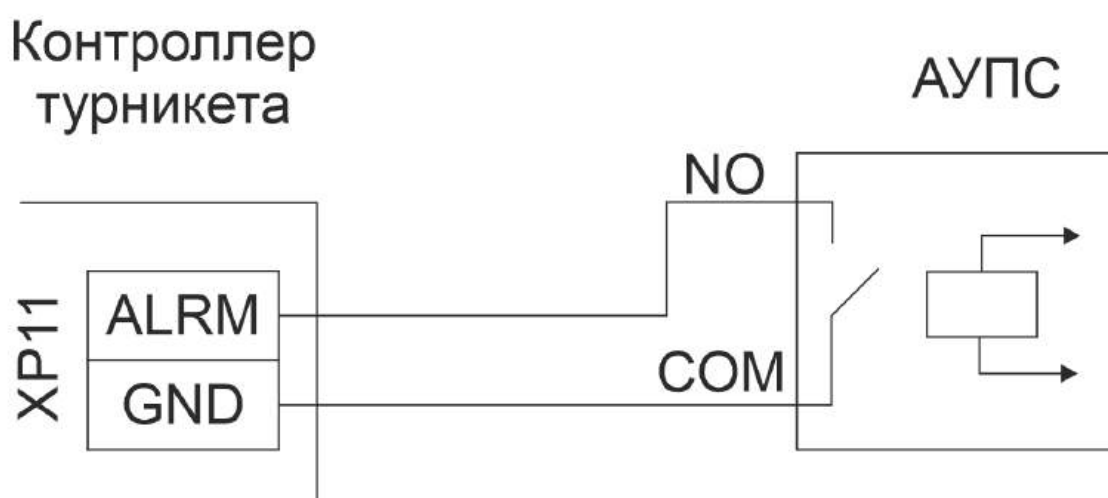 Контроллер
турникета
АУПС
NO
XP11
ALRM
GND
COM